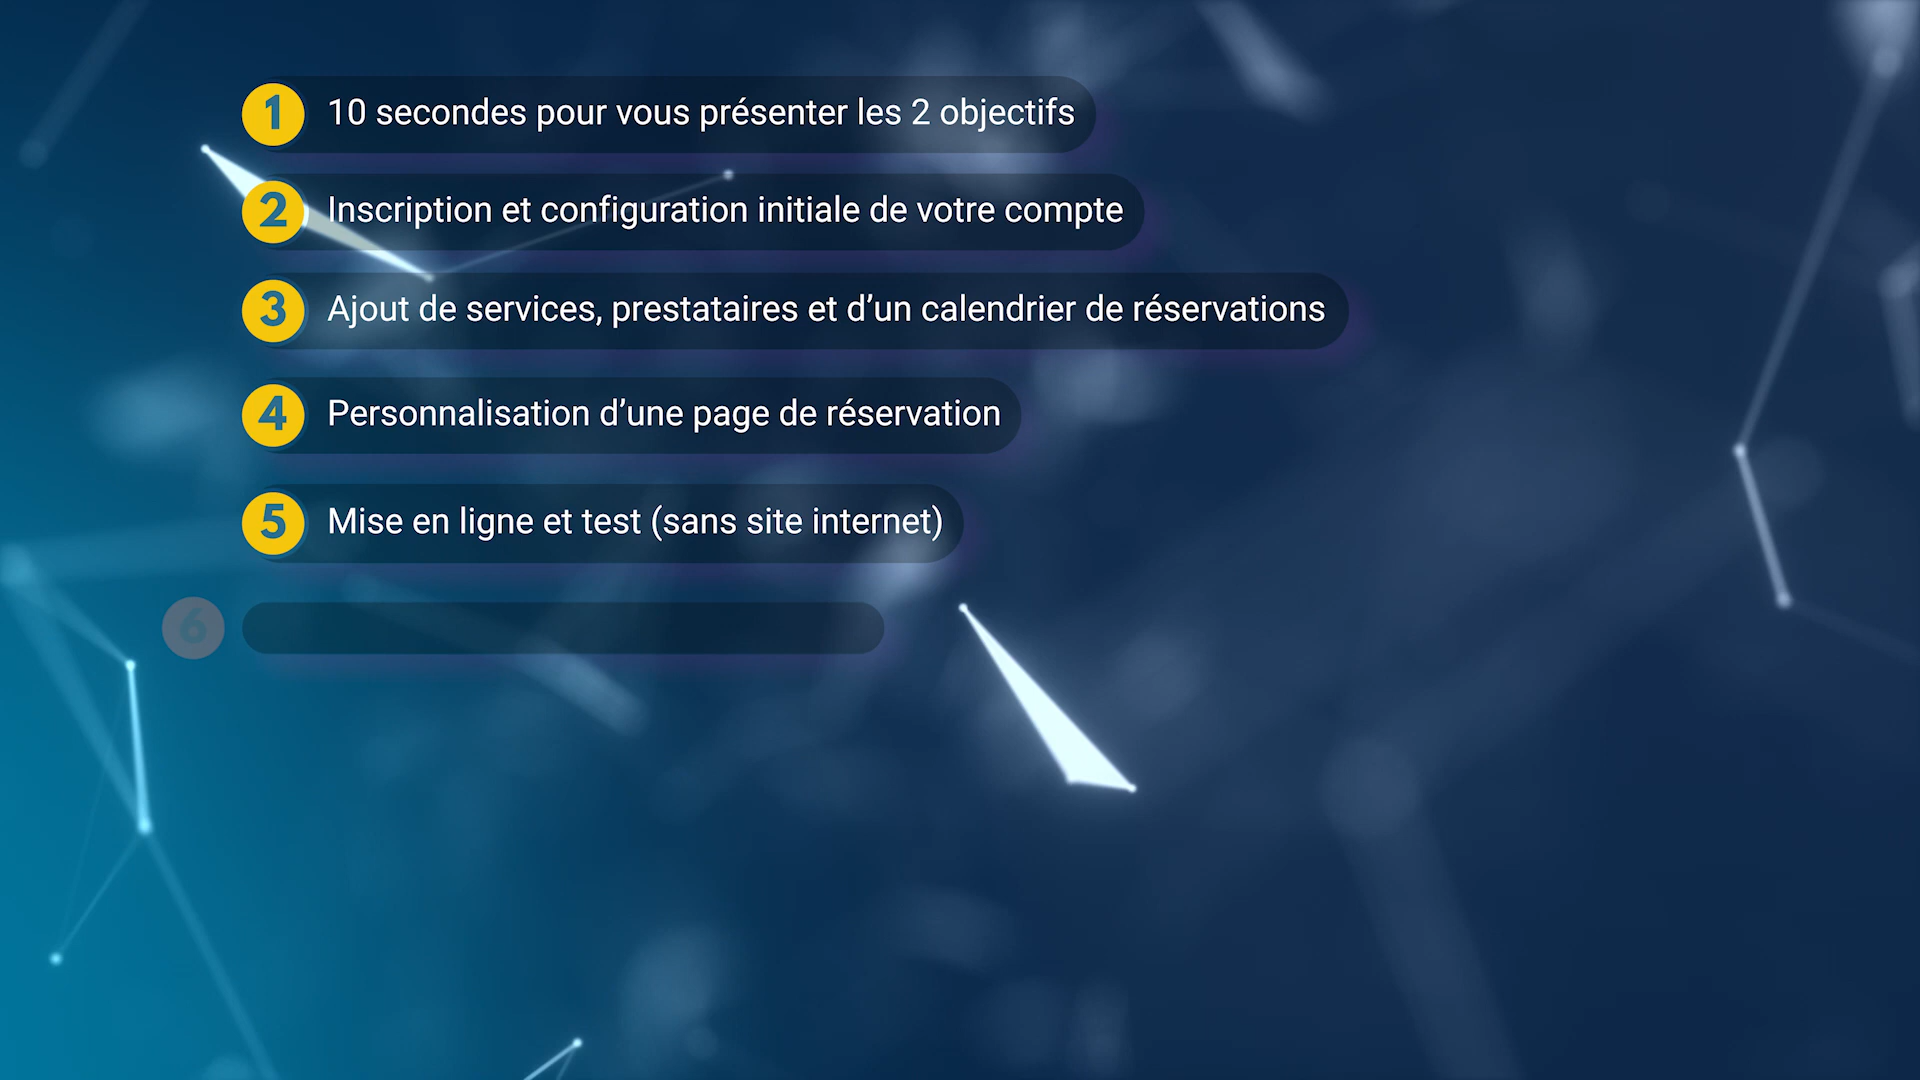 1 10 secondes pour vous présenter les 2 objectifs
2 Inscription et configuration initiale de votre compte
3 Ajout de services, prestataires et d’un calendrier de réservations
4 Personnalisation d’une page de réservation
5 Mise en ligne et test (sans site internet)
6